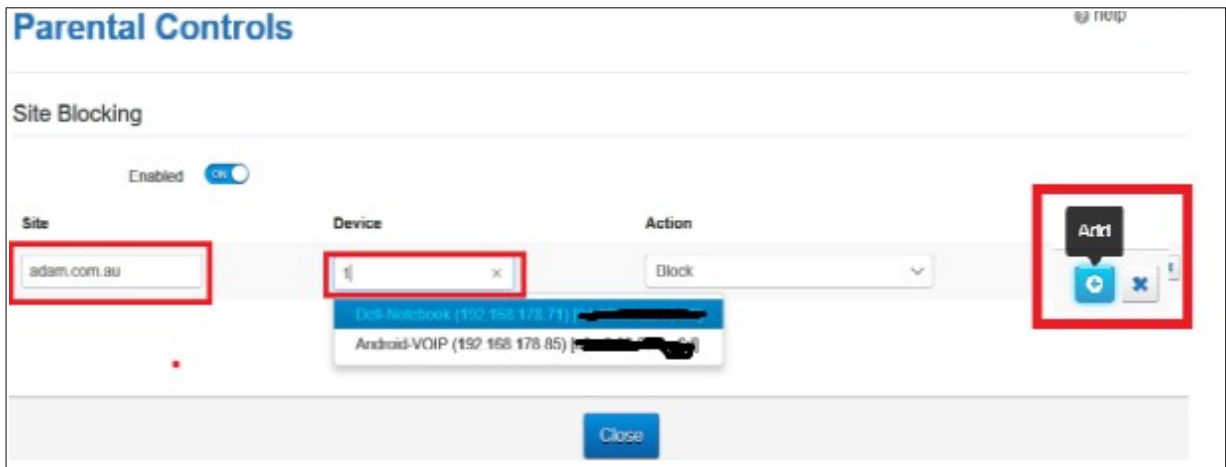 Parental Controls
help
Site Blocking
Enabled ON
Site Device Action
Add
adam.com.au 1 × Block
Dell-Notebook (192.168.178.71) [
Android-VOIP (192.168.178.85) [
Close